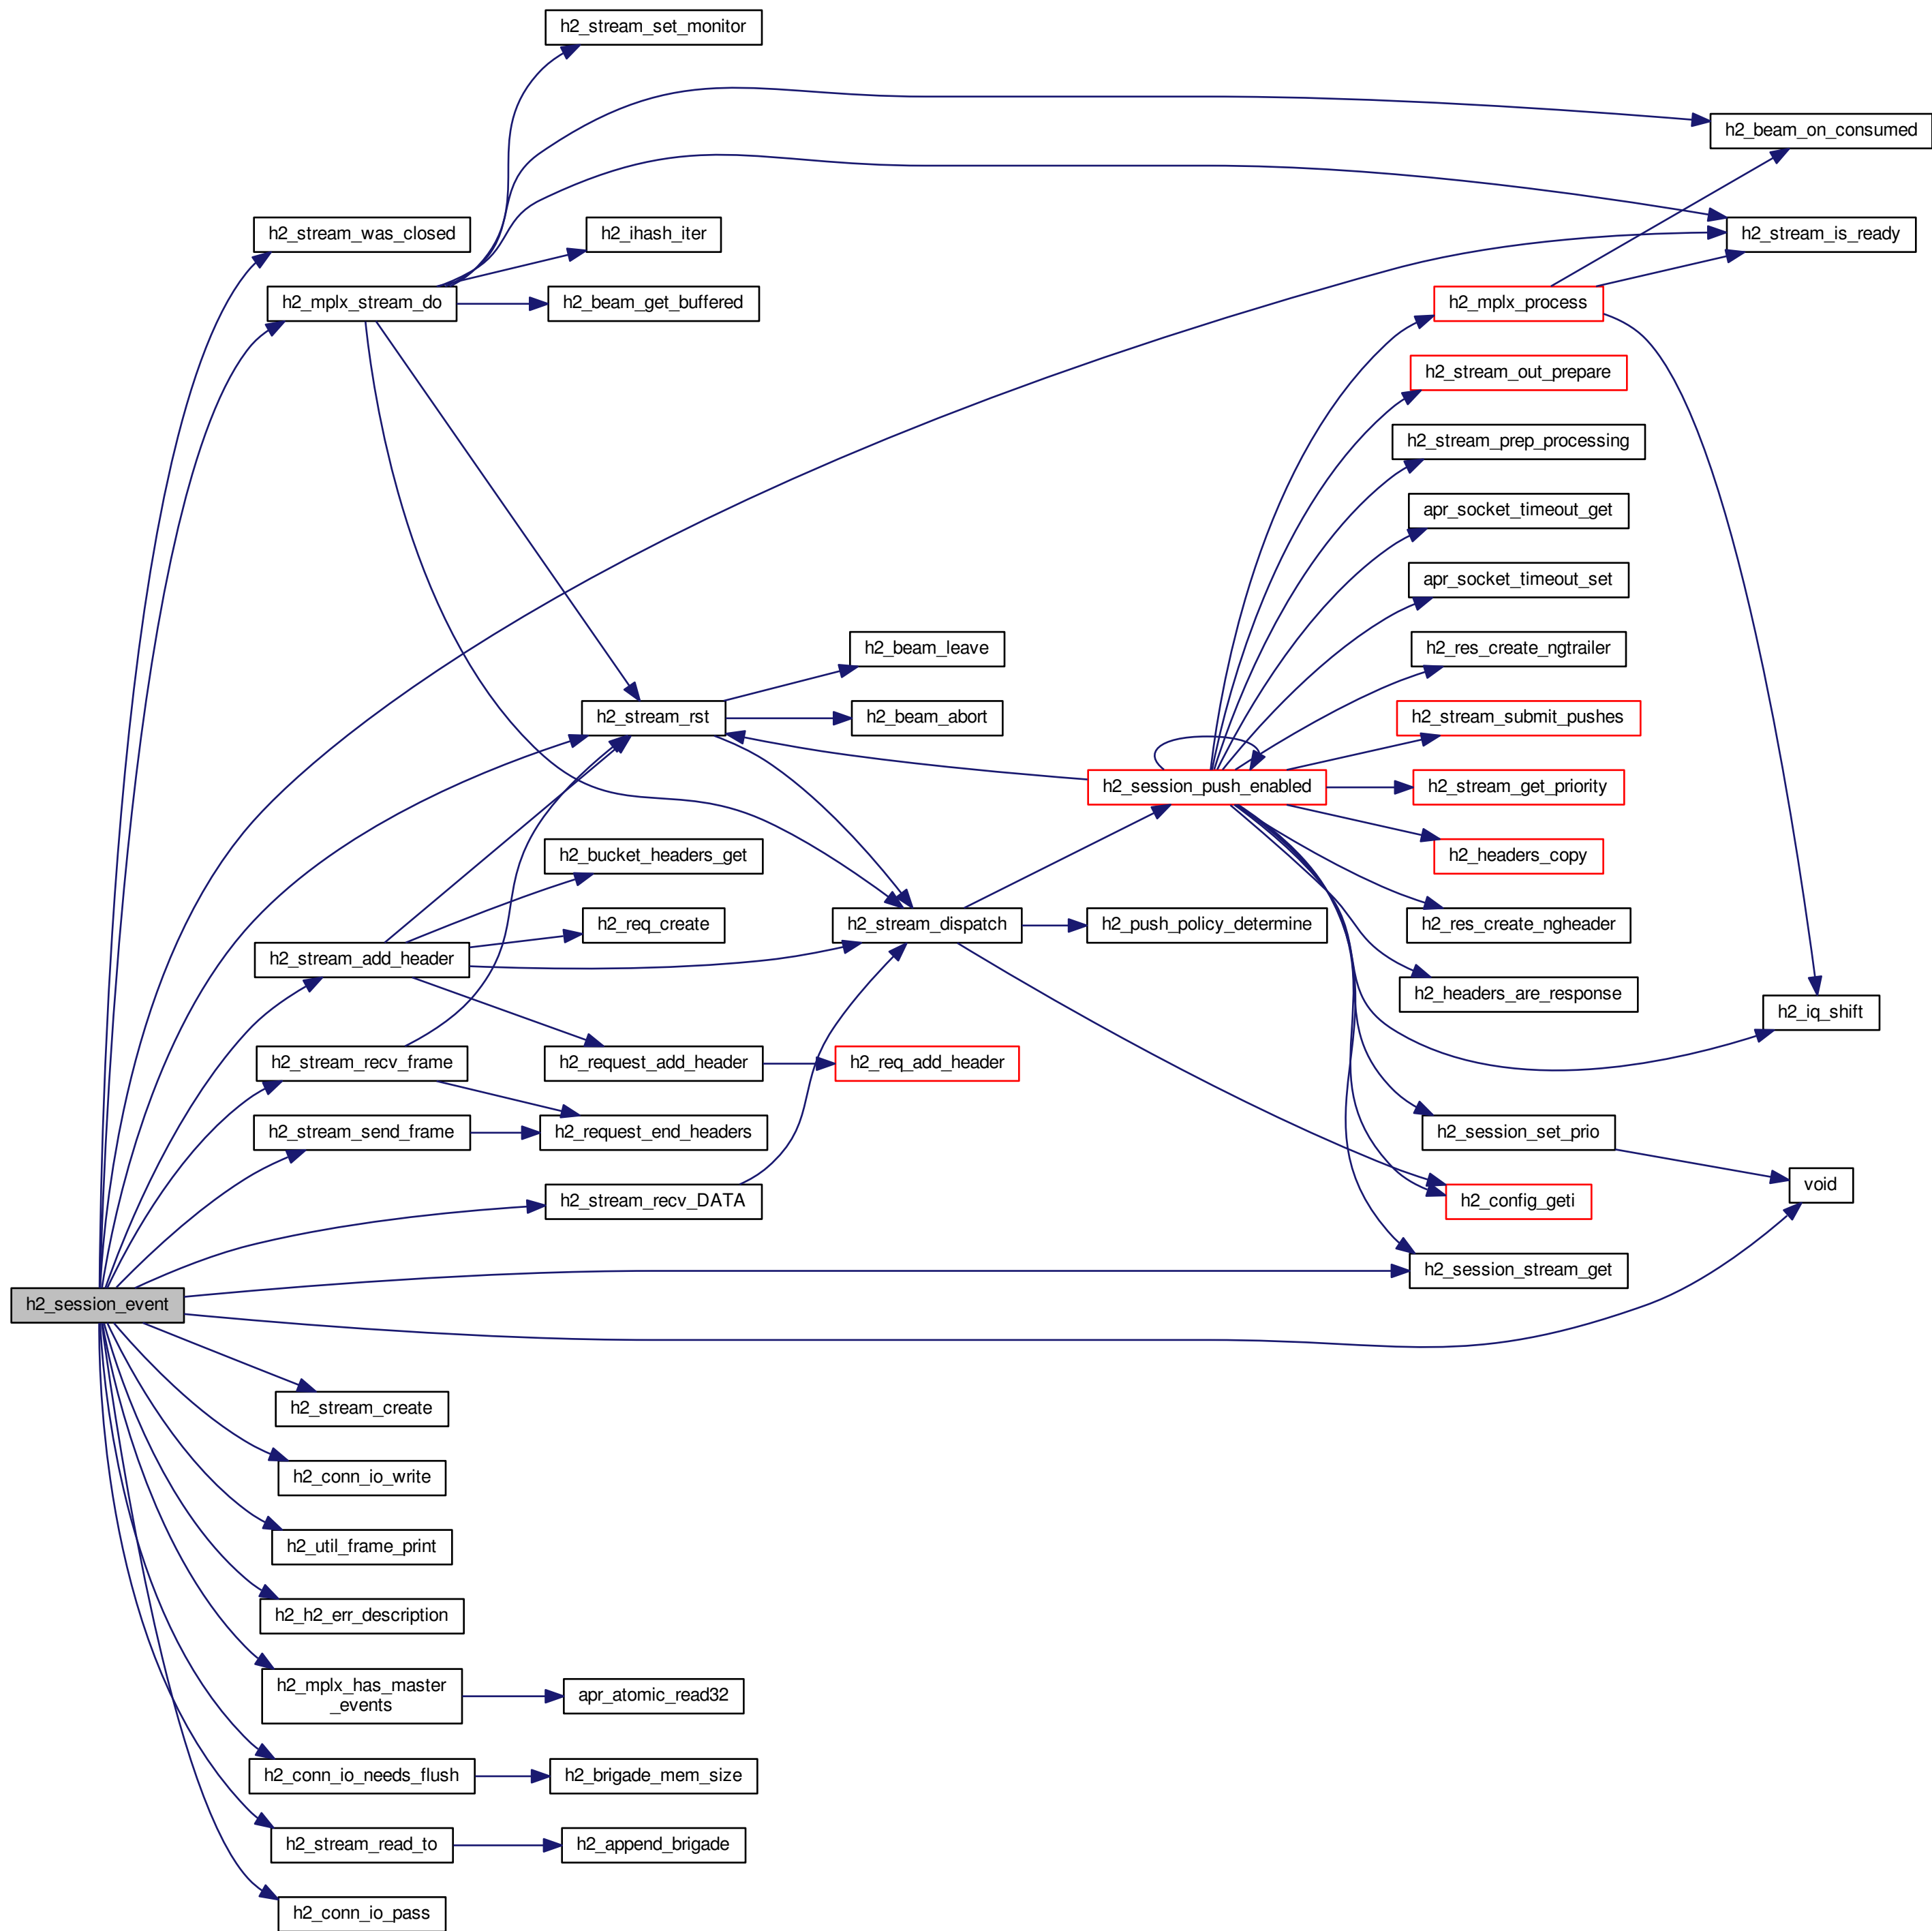 h2_stream_set_monitor
h2_beam_on_consumed
h2_stream_was_closed
h2_ihash_iter
h2_stream_is_ready
h2_mplx_stream_do
h2_beam_get_buffered
h2_mplx_process
h2_stream_out_prepare
h2_stream_prep_processing
apr_socket_timeout_get
apr_socket_timeout_set
h2_beam_leave
h2_res_create_ngtrailer
h2_stream_rst
h2_beam_abort
h2_stream_submit_pushes
h2_session_push_enabled
h2_stream_get_priority
h2_bucket_headers_get
h2_headers_copy
h2_req_create
h2_stream_dispatch
h2_push_policy_determine
h2_res_create_ngheader
h2_stream_add_header
h2_headers_are_response
h2_iq_shift
h2_stream_recv_frame
h2_request_add_header
h2_req_add_header
h2_stream_send_frame
h2_request_end_headers
h2_session_set_prio
void
h2_stream_recv_DATA
h2_config_geti
h2_session_stream_get
h2_session_event
h2_stream_create
h2_conn_io_write
h2_util_frame_print
h2_h2_err_description
h2_mplx_has_master
_events
apr_atomic_read32
h2_conn_io_needs_flush
h2_brigade_mem_size
h2_stream_read_to
h2_append_brigade
h2_conn_io_pass